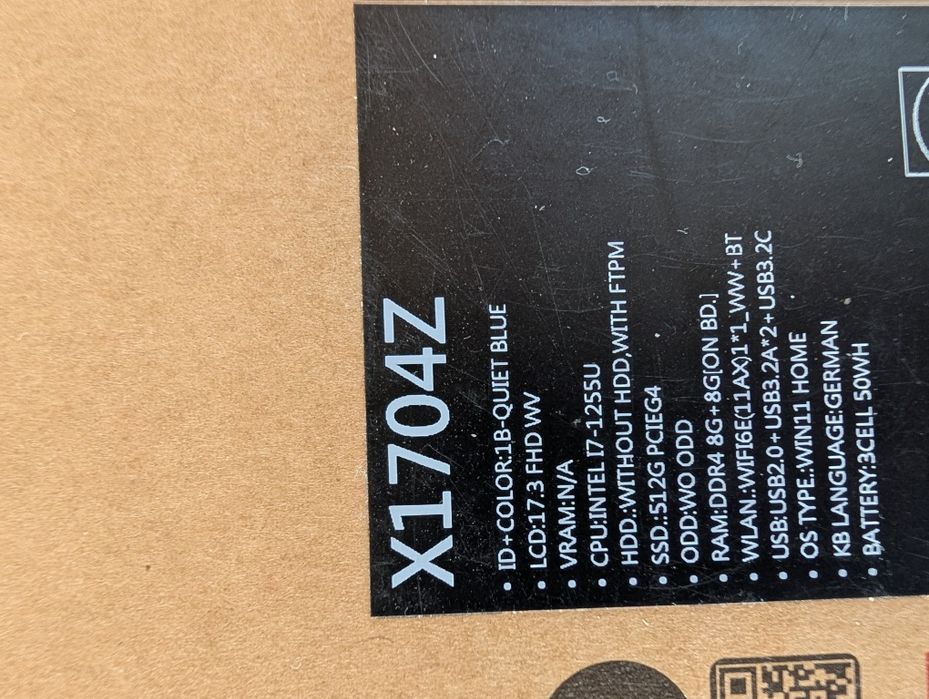 X1704Z
• ID+COLOR:1B-QUIET BLUE
• LCD:17.3 FHD WV
• VRAM:N/A
• CPU:INTEL I7-1255U
• HDD.:WITHOUT HDD,WITH FTPM
• SSD.:512G PCIEG4
• ODD:WO ODD
• RAM:DDR4 8G+8G[ON BD.]
• WLAN.:WIFI6E(11AX)1*1_WW+BT
• USB:USB2.0+USB3.2A*2+USB3.2C
• OS TYPE.:WIN11 HOME
• KB LANGUAGE:GERMAN
• BATTERY:3CELL 50WH